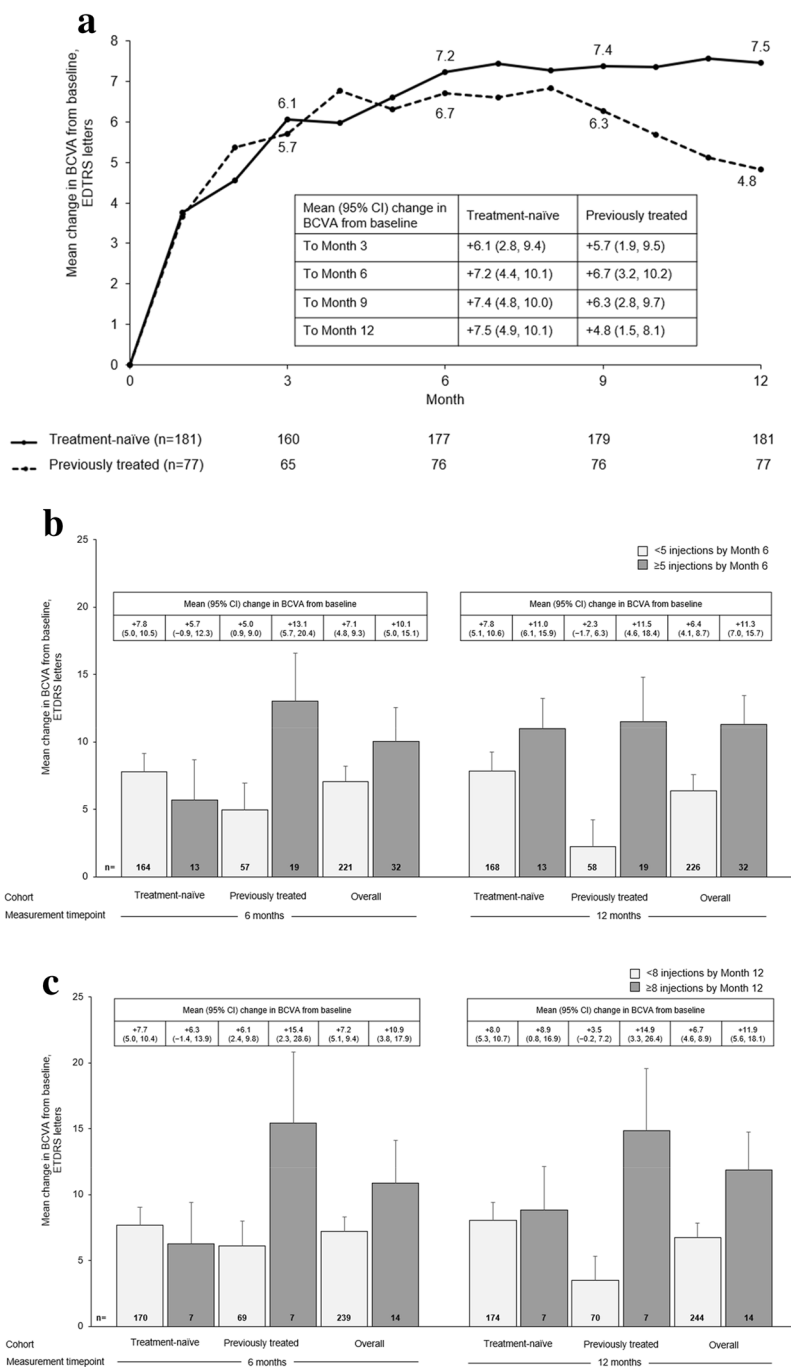 a
Mean change in BCVA from baseline,
EDTRS letters
8
7
6
5
4
3
2
1
0
6.1
5.7
7.2
6.7
7.4
6.3
7.5
4.8
Mean (95% CI) change in BCVA from baseline Treatment-naïve Previously treated
To Month 3 +6.1 (2.8, 9.4) +5.7 (1.9, 9.5)
To Month 6 +7.2 (4.4, 10.1) +6.7 (3.2, 10.2)
To Month 9 +7.4 (4.8, 10.0) +6.3 (2.8, 9.7)
To Month 12 +7.5 (4.9, 10.1) +4.8 (1.5, 8.1)
0 3 6 9 12
Month
Treatment-naïve (n=181) 160 177 179 181
Previously treated (n=77) 65 76 76 77
b
Mean change in BCVA from baseline,
ETDRS letters
25
20
15
10
5
0
<5 injections by Month 6
≥5 injections by Month 6
Mean (95% CI) change in BCVA from baseline
+7.8 +5.7 +5.0 +13.1 +7.1 +10.1
(5.0, 10.5) (−0.9, 12.3) (0.9, 9.0) (5.7, 20.4) (4.8, 9.3) (5.0, 15.1)
Mean (95% CI) change in BCVA from baseline
+7.8 +11.0 +2.3 +11.5 +6.4 +11.3
(5.1, 10.6) (6.1, 15.9) (−1.7, 6.3) (4.6, 18.4) (4.1, 8.7) (7.0, 15.7)
n= 164 13 57 19 221 32 168 13 58 19 226 32
Cohort Treatment-naïve Previously treated Overall Treatment-naïve Previously treated Overall
Measurement timepoint 6 months 12 months
c
Mean change in BCVA from baseline,
ETDRS letters
25
20
15
10
5
0
<8 injections by Month 12
≥8 injections by Month 12
Mean (95% CI) change in BCVA from baseline
+7.7 +6.3 +6.1 +15.4 +7.2 +10.9
(5.0, 10.4) (−1.4, 13.9) (2.4, 9.8) (2.3, 28.6) (5.1, 9.4) (3.8, 17.9)
Mean (95% CI) change in BCVA from baseline
+8.0 +8.9 +3.5 +14.9 +6.7 +11.9
(5.3, 10.7) (0.8, 16.9) (−0.2, 7.2) (3.3, 26.4) (4.6, 8.9) (5.6, 18.1)
n= 170 7 69 7 239 14 174 7 70 7 244 14
Cohort Treatment-naïve Previously treated Overall Treatment-naïve Previously treated Overall
Measurement timepoint 6 months 12 months